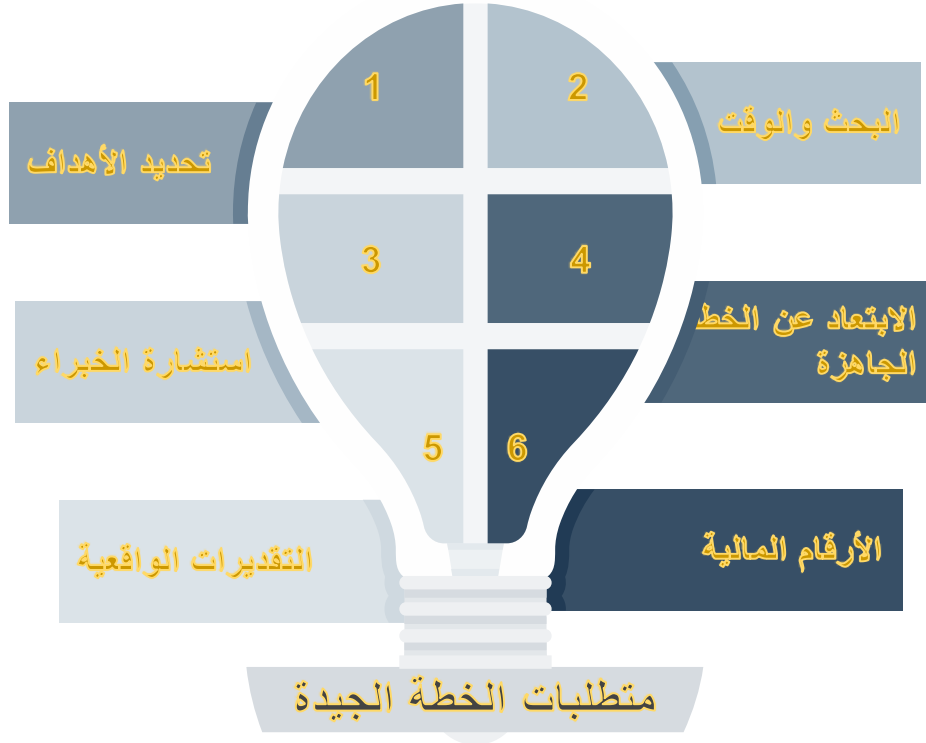 1
تحديد الأهداف
2
البحث والوقت
3
استشارة الخبراء
4
الابتعاد عن الخط
الجاهزة
5
التقديرات الواقعية
6
الأرقام المالية
متطلبات الخطة الجيدة